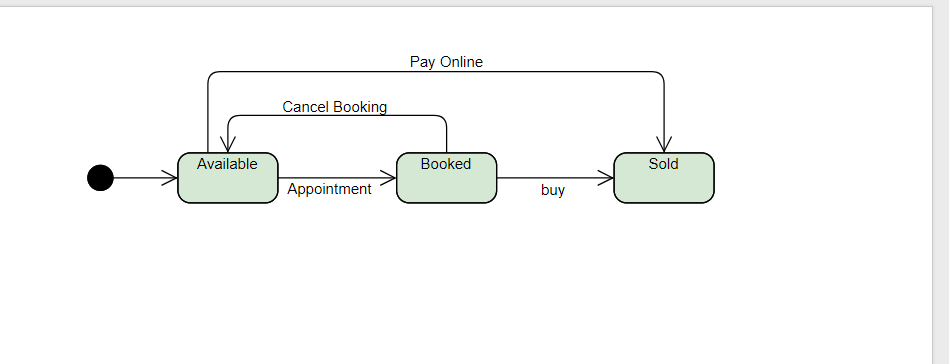 Pay Online
Cancel Booking
Available
Booked
Sold
Appointment
buy